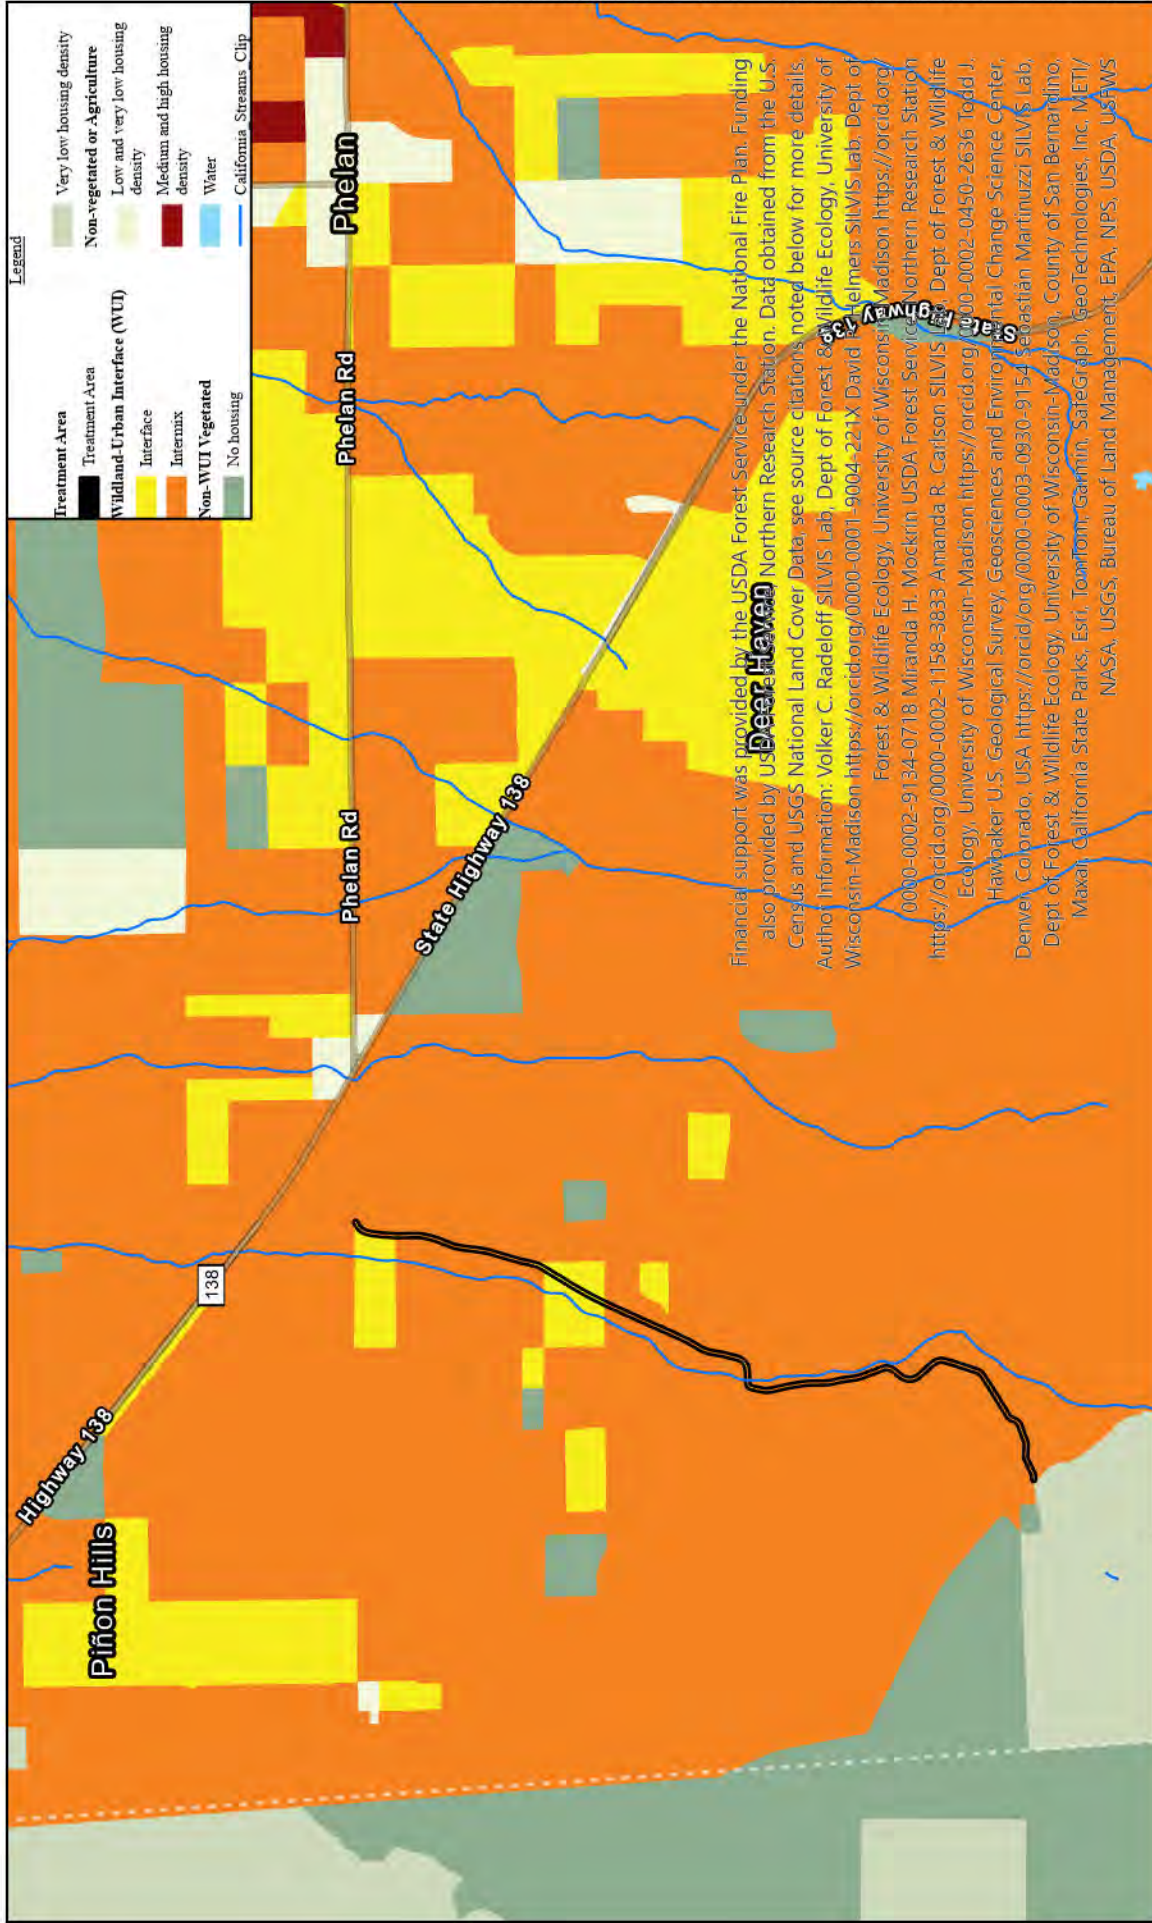 Legend
Treatment Area
Treatment Area
Wildland-Urban Interface (WUI)
Interface
Intermix
Non-WUI Vegetated
No housing
Very low housing density
Non-vegetated or Agriculture
Low and very low housing
density
Medium and high housing
density
Water
California_Streams_Clip
Piñon Hills
Highway 138
138
State Highway 138
Phelan Rd
Phelan Rd
Phelan
Deer Haven
State Highway 138
Financial support was provided by the USDA Forest Service under the National Fire Plan. Funding
also provided by Northern Research Station. Data obtained from the U.S.
Census and USGS National Land Cover Data, see source citations noted below for more details.
Author Information: Volker C. Radeloff SILVIS Lab, Dept of Forest & Wildlife Ecology, University of
Wisconsin-Madison https://orcid.org/0000-0001-9004-221X David Helmers SILVIS Lab, Dept of
Forest & Wildlife Ecology, University of Wisconsin-Madison https://orcid.org/
0000-0002-9134-0718 Miranda H. Mockrin USDA Forest Service, Northern Research Station
https://orcid.org/0000-0002-1158-3833 Amanda R. Carlson SILVIS Lab, Dept of Forest & Wildlife
Ecology, University of Wisconsin-Madison https://orcid.org/0000-0002-0450-2636 Todd J.
Hawbaker U.S. Geological Survey, Geosciences and Environmental Change Science Center,
Denver, Colorado, USA https://orcid/org/0000-0003-0930-9154 Sebastián Martinuzzi SILVIS Lab,
Dept of Forest & Wildlife Ecology, University of Wisconsin-Madison, County of San Bernardino,
Maxar, California State Parks, Esri, TomTom, Garmin, SafeGraph, GeoTechnologies, Inc, METI/
NASA, USGS, Bureau of Land Management, EPA, NPS, USDA, USFWS